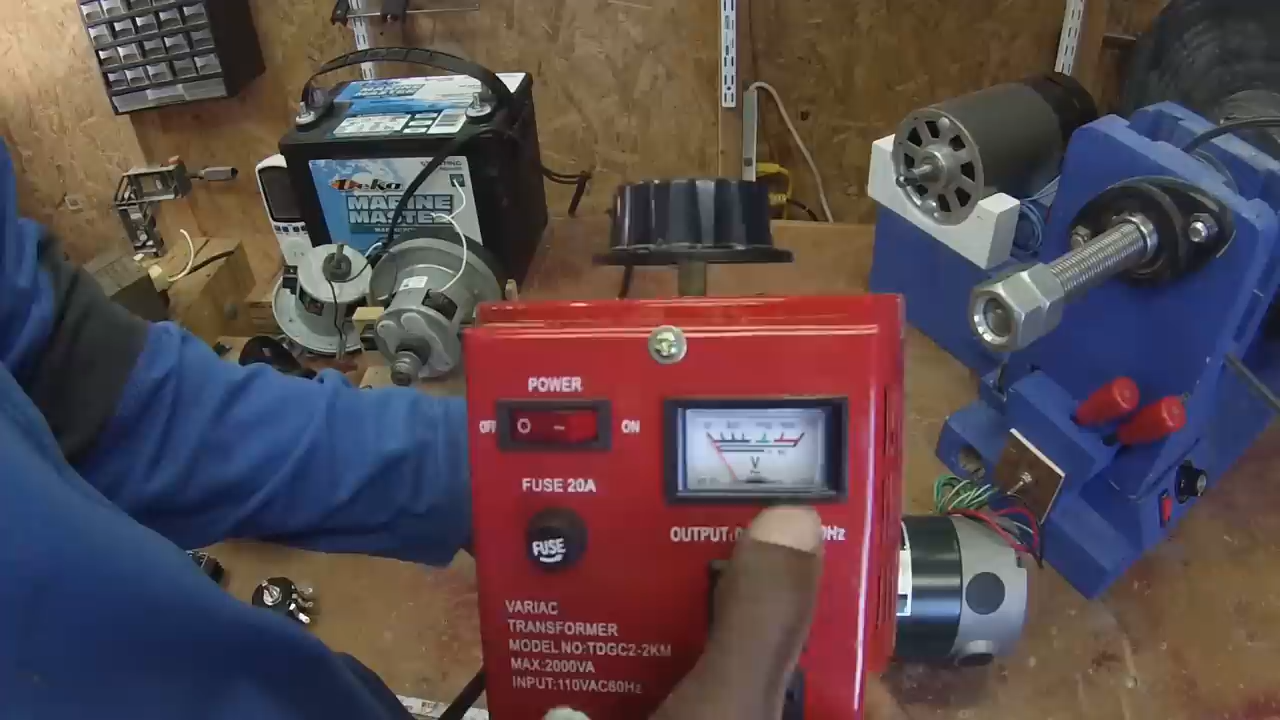 Deka
MARINE
MASTER
POWER
OFF
ON
V
FUSE 20A
OUTPUT
FUSE
VARIAC
TRANSFORMER
MODEL NO:TDGC2-2KM
MAX:2000VA
INPUT:110VAC60Hz